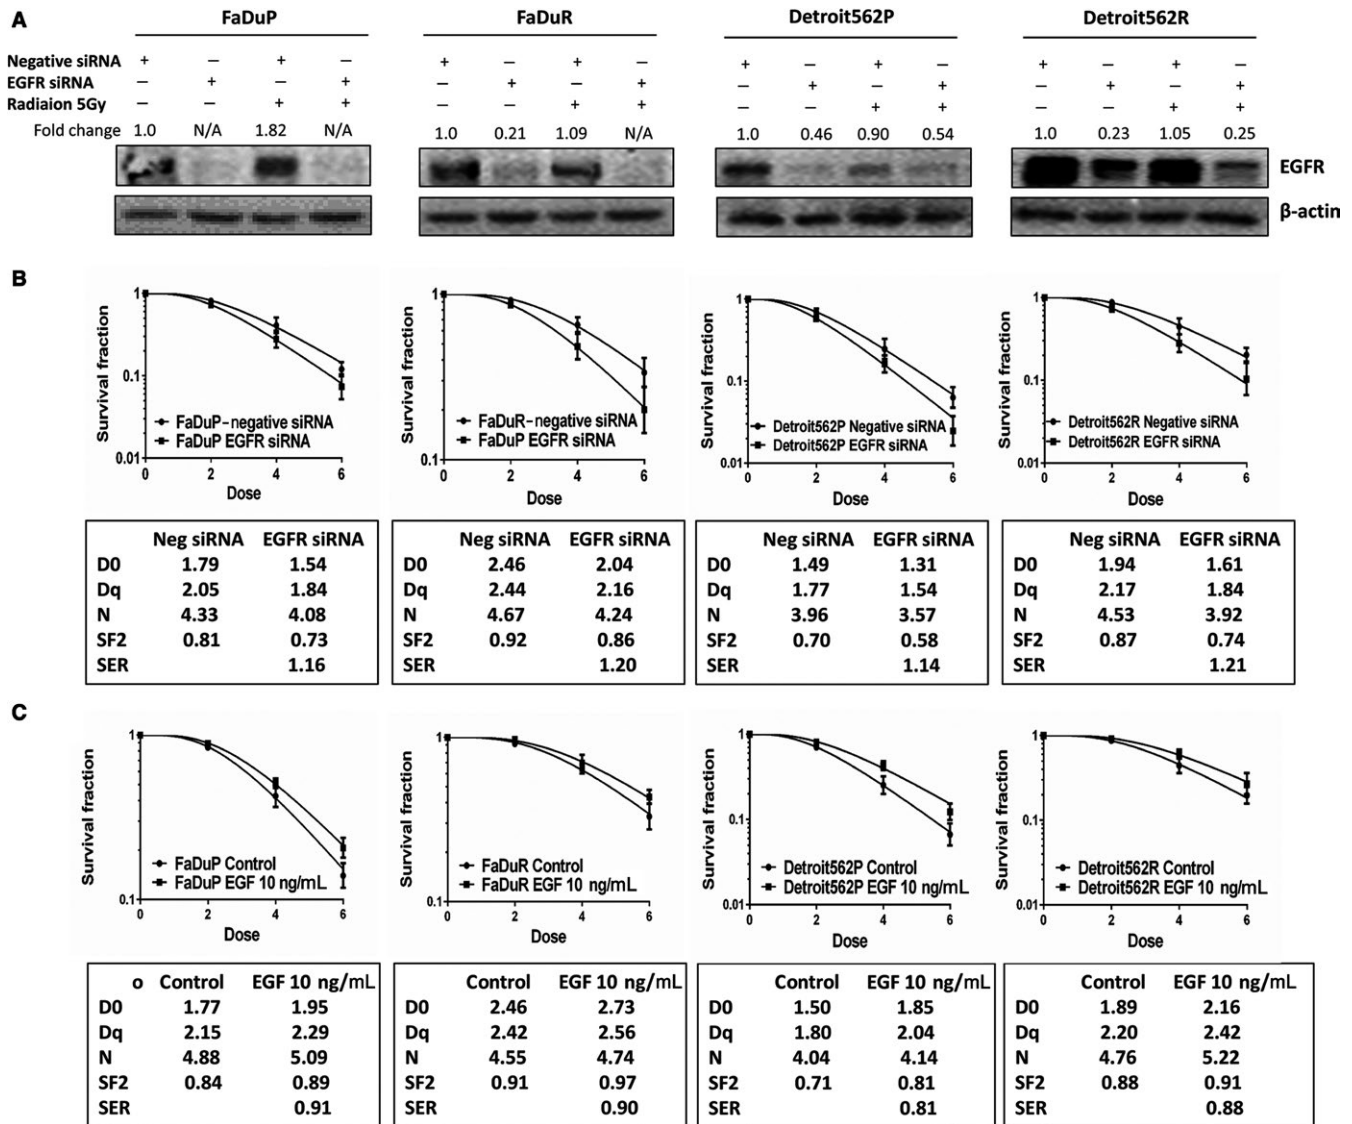 A
FaDuP FaDuR Detroit562P Detroit562R
Negative siRNA + − + − + − + − + − + − + − + −
EGFR siRNA − + − + − + − + − + − + − + − +
Radiaion 5Gy − − + + − − + + − − + + − − + +
Fold change 1.0 N/A 1.82 N/A 1.0 0.21 1.09 N/A 1.0 0.46 0.90 0.54 1.0 0.23 1.05 0.25
EGFR
β-actin
B
Survival fraction
1
0.1
0.01
FaDuP-negative siRNA
FaDuP EGFR siRNA
0 2 4 6
Dose
Survival fraction
1
0.1
FaDuR-negative siRNA
FaDuP EGFR siRNA
0 2 4 6
Dose
Survival fraction
1
0.1
0.01
Detroit562P Negative siRNA
Detroit562P EGFR siRNA
0 2 4 6
Dose
Survival fraction
1
0.1
0.01
Detroit562R Negative siRNA
Detroit562R EGFR siRNA
0 2 4 6
Dose
Neg siRNA EGFR siRNA
D0 1.79 1.54
Dq 2.05 1.84
N 4.33 4.08
SF2 0.81 0.73
SER 1.16
Neg siRNA EGFR siRNA
D0 2.46 2.04
Dq 2.44 2.16
N 4.67 4.24
SF2 0.92 0.86
SER 1.20
Neg siRNA EGFR siRNA
D0 1.49 1.31
Dq 1.77 1.54
N 3.96 3.57
SF2 0.70 0.58
SER 1.14
Neg siRNA EGFR siRNA
D0 1.94 1.61
Dq 2.17 1.84
N 4.53 3.92
SF2 0.87 0.74
SER 1.21
C
Survival fraction
1
0.1
FaDuP Control
FaDuP EGF 10 ng/mL
0 2 4 6
Dose
Survival fraction
1
0.1
FaDuR Control
FaDuR EGF 10 ng/mL
0 2 4 6
Dose
Survival fraction
1
0.1
0.01
Detroit562P Control
Detroit562P EGF 10 ng/mL
0 2 4 6
Dose
Survival fraction
1
0.1
0.01
Detroit562R Control
Detroit562R EGF 10 ng/mL
0 2 4 6
Dose
o Control EGF 10 ng/mL
D0 1.77 1.95
Dq 2.15 2.29
N 4.88 5.09
SF2 0.84 0.89
SER 0.91
Control EGF 10 ng/mL
D0 2.46 2.73
Dq 2.42 2.56
N 4.55 4.74
SF2 0.91 0.97
SER 0.90
Control EGF 10 ng/mL
D0 1.50 1.85
Dq 1.80 2.04
N 4.04 4.14
SF2 0.71 0.81
SER 0.81
Control EGF 10 ng/mL
D0 1.89 2.16
Dq 2.20 2.42
N 4.76 5.22
SF2 0.88 0.91
SER 0.88